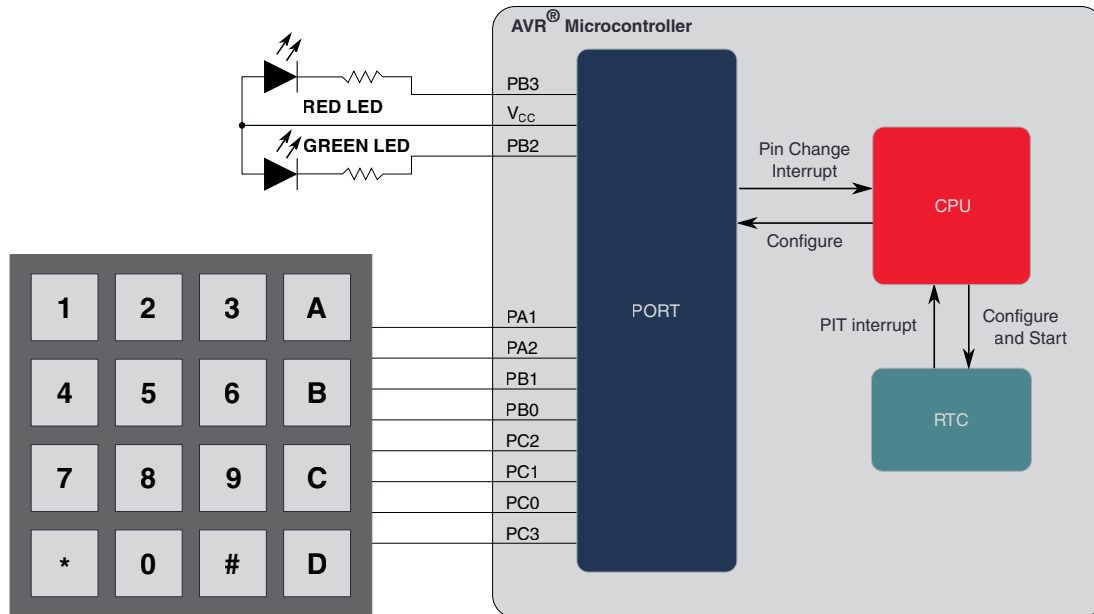 AVR® Microcontroller
PB3
RED LED
VCC
GREEN LED
PB2
Pin Change
Interrupt
CPU
Configure
PORT
PIT interrupt
Configure
and Start
RTC
1 2 3 A
4 5 6 B
7 8 9 C
* 0 # D
PA1
PA2
PB1
PB0
PC2
PC1
PC0
PC3